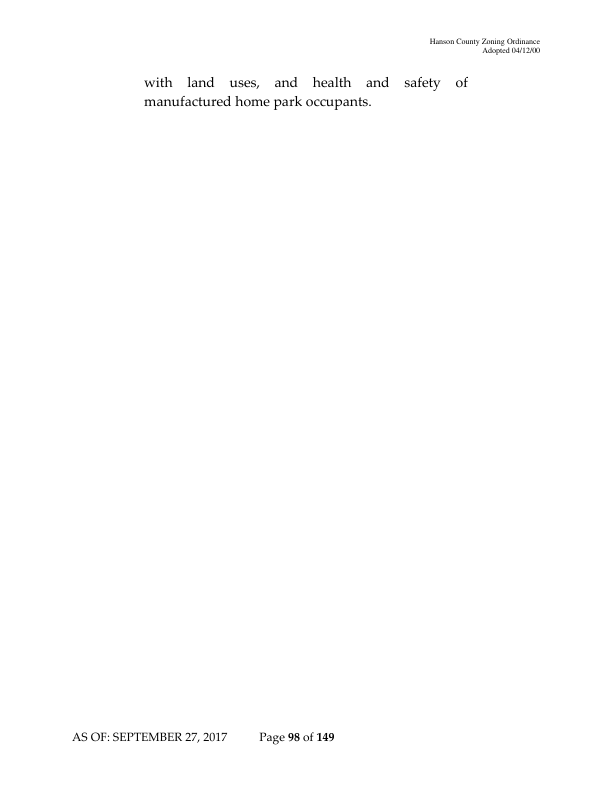 Hanson County Zoning Ordinance
Adopted 04/12/00
with land uses, and health and safety of
manufactured home park occupants.
AS OF: SEPTEMBER 27, 2017 Page 98 of 149